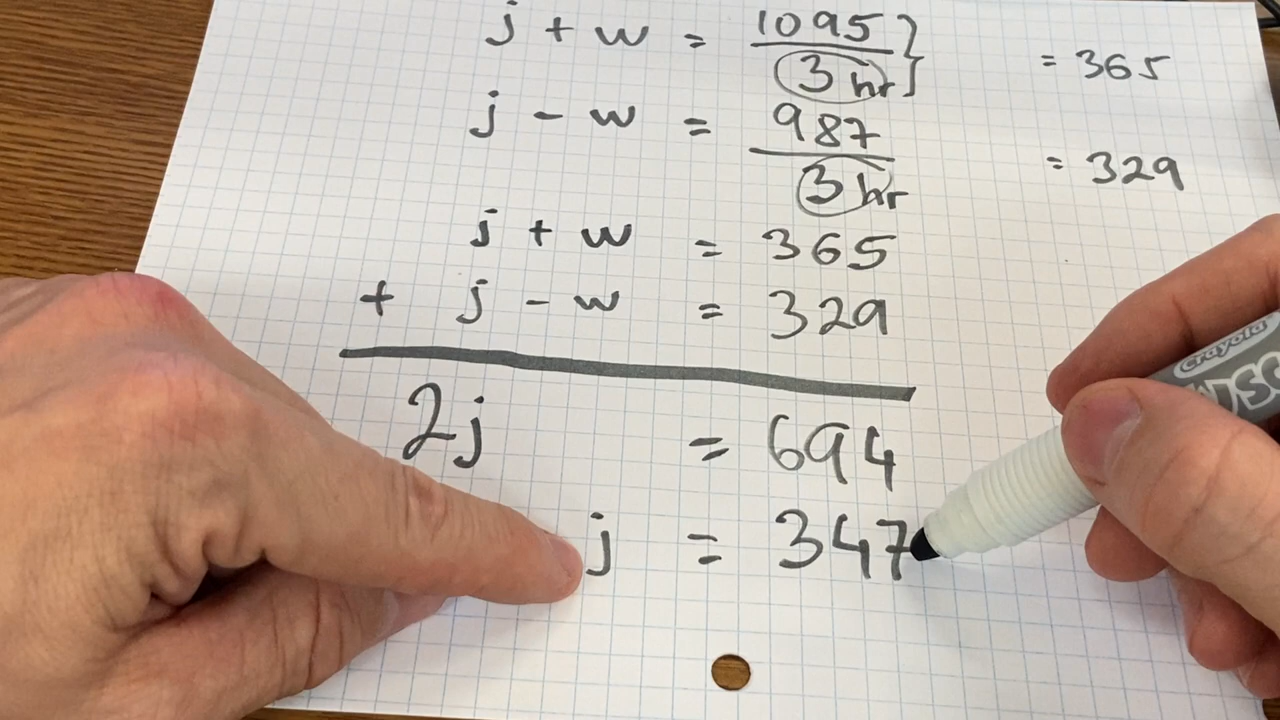 j + w = 1095 / 3 hr } = 365
j - w = 987 / 3 hr = 329
j + w = 365
+ j - w = 329
2j = 694
j = 347
Crayola